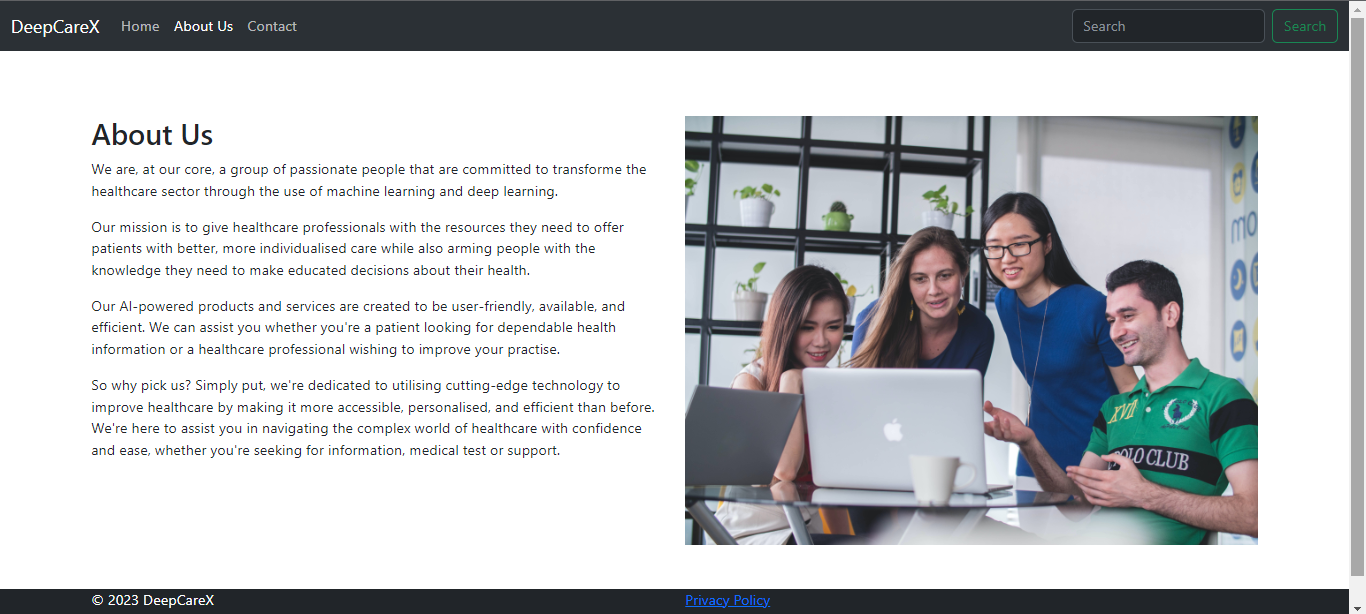 DeepCareX Home About Us Contact Search Search
About Us
We are, at our core, a group of passionate people that are committed to transforme the
healthcare sector through the use of machine learning and deep learning.
Our mission is to give healthcare professionals with the resources they need to offer
patients with better, more individualised care while also arming people with the
knowledge they need to make educated decisions about their health.
Our AI-powered products and services are created to be user-friendly, available, and
efficient. We can assist you whether you're a patient looking for dependable health
information or a healthcare professional wishing to improve your practise.
So why pick us? Simply put, we're dedicated to utilising cutting-edge technology to
improve healthcare by making it more accessible, personalised, and efficient than before.
We're here to assist you in navigating the complex world of healthcare with confidence
and ease, whether you're seeking for information, medical test or support.
XVII
POLO CLUB
© 2023 DeepCareX Privacy Policy